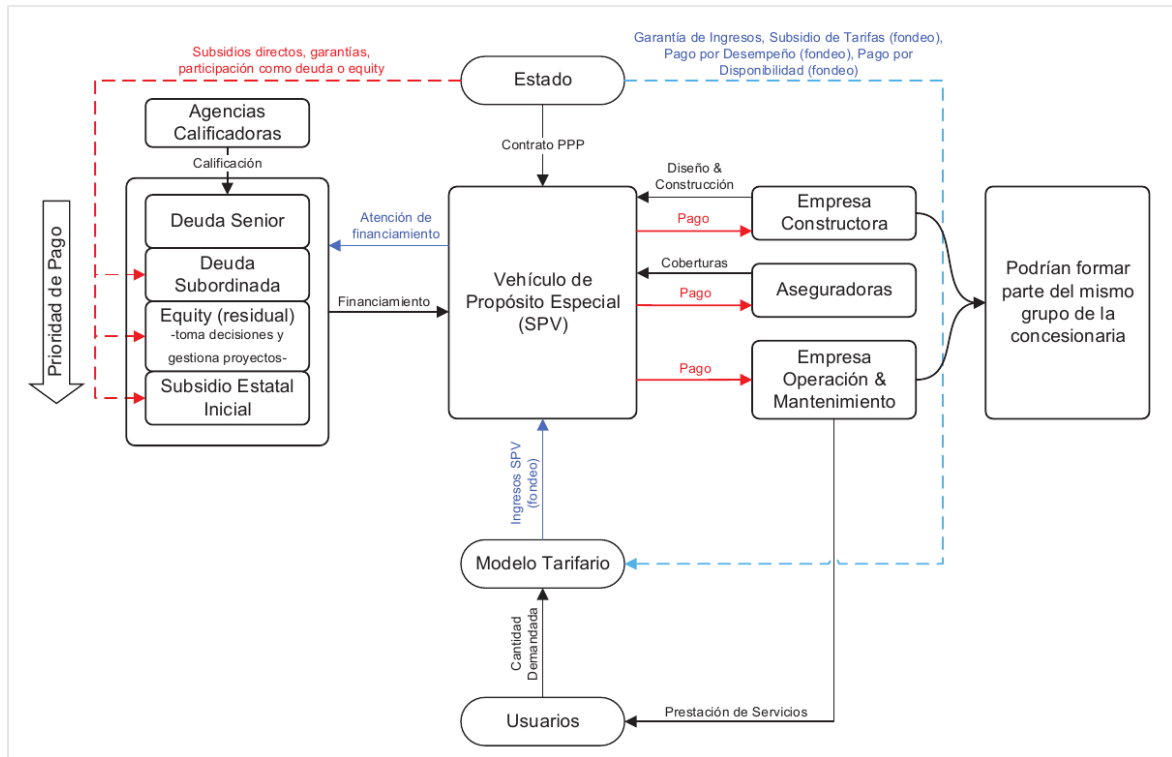 Subsidios directos, garantías,
participación como deuda o equity
Garantía de Ingresos, Subsidio de Tarifas (fondeo),
Pago por Desempeño (fondeo), Pago por
Disponibilidad (fondeo)
Estado
Agencias
Calificadoras
Calificación
Contrato PPP
Prioridad de Pago
Deuda Senior
Deuda
Subordinada
Equity (residual)
-toma decisiones y
gestiona proyectos-
Subsidio Estatal
Inicial
Atención de
financiamiento
Financiamiento
Vehículo de
Propósito Especial
(SPV)
Diseño &
Construcción
Pago
Coberturas
Pago
Pago
Empresa
Constructora
Aseguradoras
Empresa
Operación &
Mantenimiento
Podrían formar
parte del mismo
grupo de la
concesionaria
Ingresos SPV
(fondeo)
Modelo Tarifario
Cantidad
Demandada
Usuarios
Prestación de Servicios